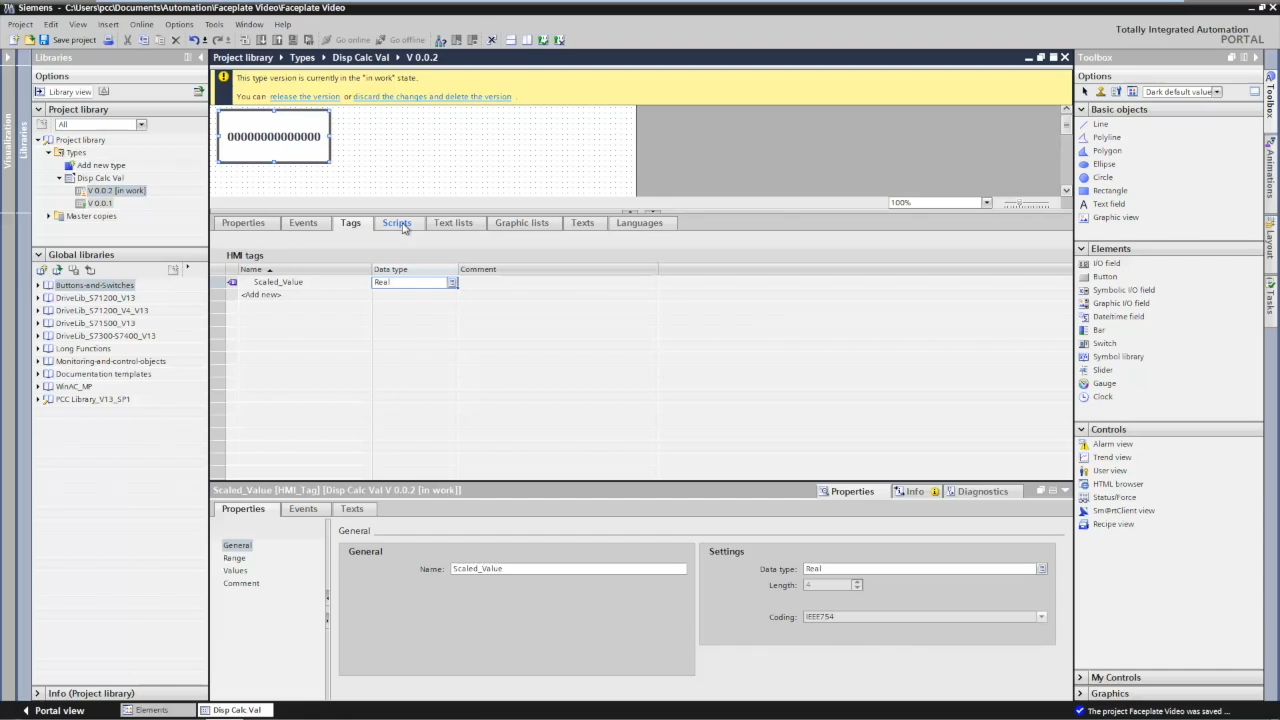 Siemens - C:\Users\pcc\Documents\Automation\Faceplate Video\Faceplate Video
Project Edit View Insert Online Options Tools Window Help
Totally Integrated Automation
PORTAL
Save project Go online Go offline
Libraries
Project library Types Disp Calc Val V 0.0.2
Toolbox
Options
This type version is currently in the "in work" state.
You can release the version or discard the changes and delete the version .
Library view
Project library
All
Project library
Types
Add new type
Disp Calc Val
V 0.0.2 [in work]
V 0.0.1
Master copies
Global libraries
Buttons-and-Switches
DriveLib_S71200_V13
DriveLib_S71200_V4_V13
DriveLib_S71500_V13
DriveLib_S7300-S7400_V13
Long Functions
Monitoring-and-control-objects
Documentation templates
WinAC_MP
PCC Library_V13_SP1
Info (Project library)
Visualization
Libraries
00000000000000
100%
Properties Events Tags Scripts Text lists Graphic lists Texts Languages
HMI tags
Name Data type Comment
Scaled_Value Real
<Add new>
Scaled_Value [HMI_Tag] [Disp Calc Val V 0.0.2 [in work]]
Properties Info Diagnostics
Properties Events Texts
General
Range
Values
Comment
General
General
Name: Scaled_Value
Settings
Data type: Real
Length: 4
Coding: IEEE754
Options
Dark default value
Basic objects
Line
Polyline
Polygon
Ellipse
Circle
Rectangle
Text field
Graphic view
Elements
I/O field
Button
Symbolic I/O field
Graphic I/O field
Date/time field
Bar
Switch
Symbol library
Slider
Gauge
Clock
Controls
Alarm view
Trend view
User view
HTML browser
Status/Force
Sm@rtClient view
Recipe view
My Controls
Graphics
Toolbox
Animations
Layout
Tasks
Portal view Elements Disp Calc Val
The project Faceplate Video was saved ...